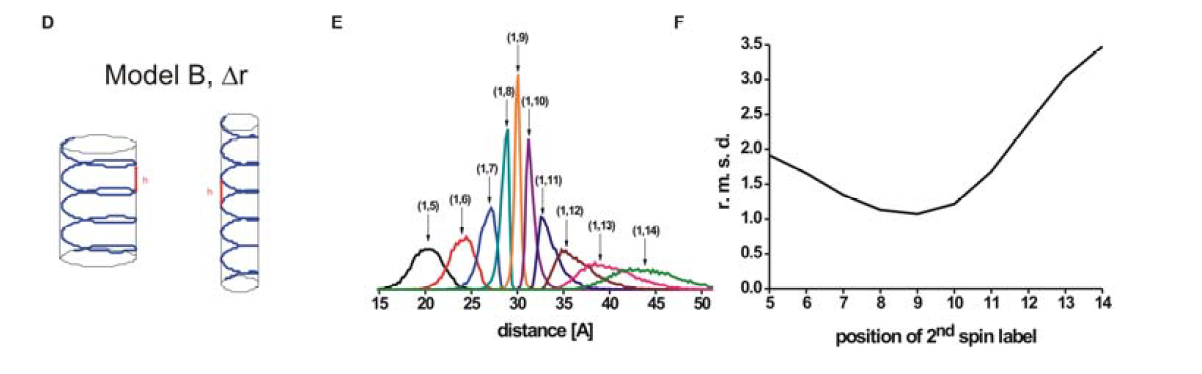 D
Model B, Δr
h
h
E
(1,9)
(1,8)
(1,10)
(1,7)
(1,11)
(1,5)
(1,6)
(1,12)
(1,13)
(1,14)
15 20 25 30 35 40 45 50
distance [A]
F
r. m. s. d.
3.5
3.0
2.5
2.0
1.5
1.0
0.5
0.0
5 6 7 8 9 10 11 12 13 14
position of 2nd spin label